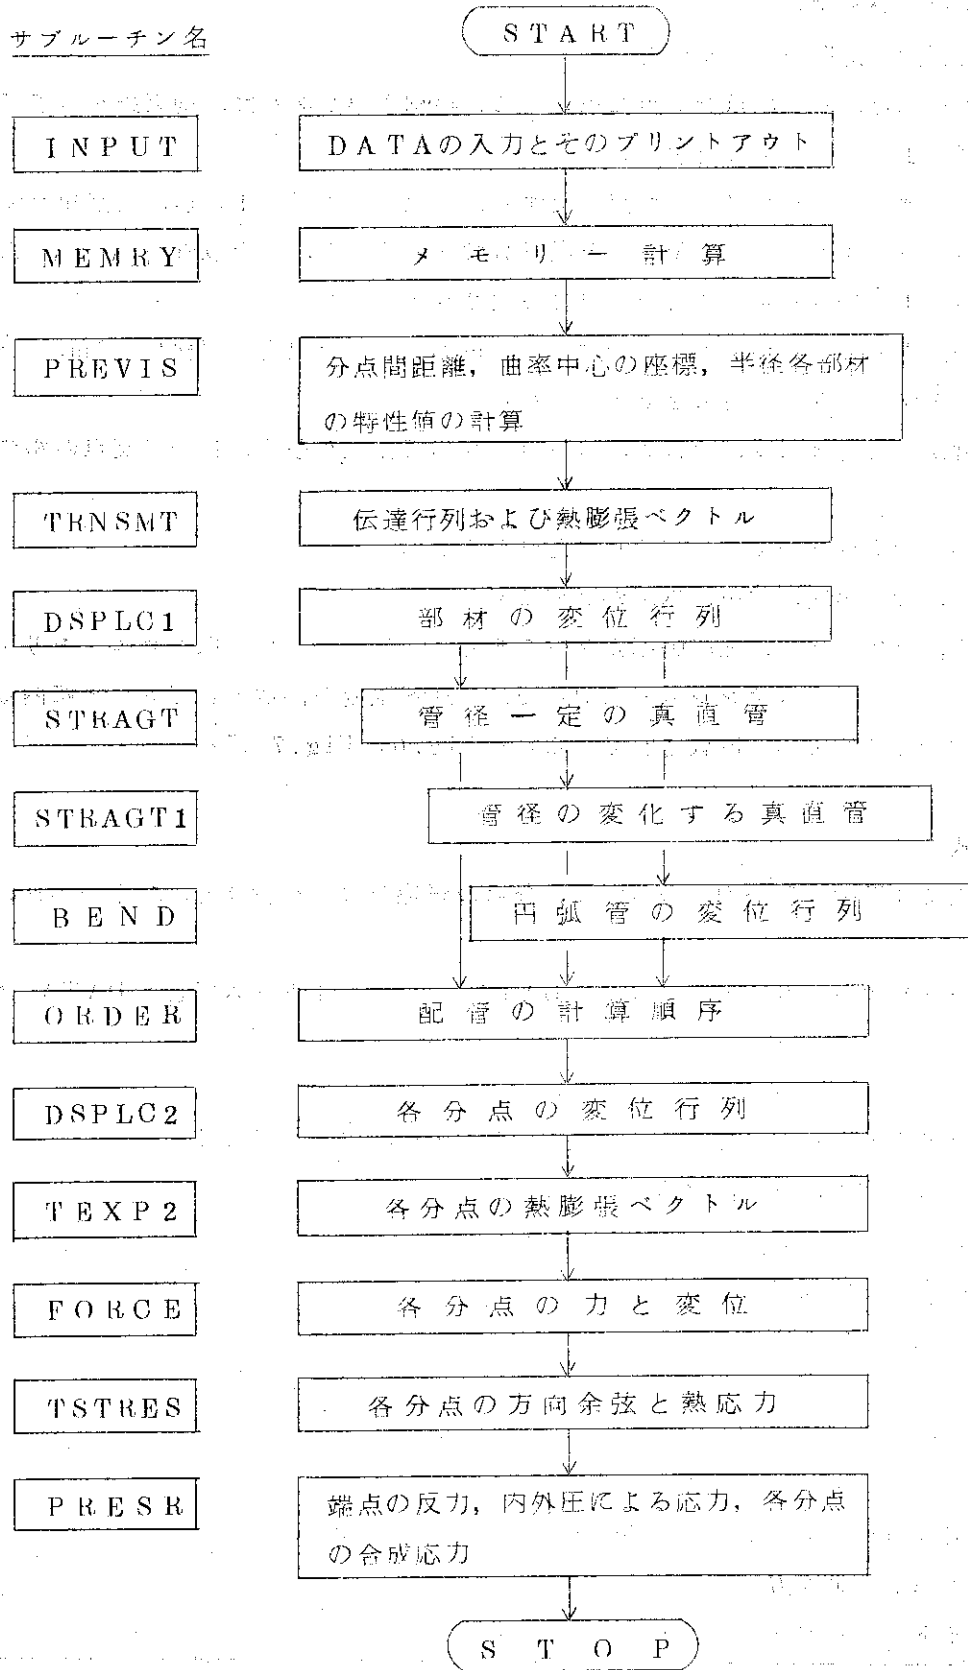 サブルーチン名
START
INPUT
DATAの入力とそのプリントアウト
MEMRY
メモリー計算
PREVIS
分点間距離，曲率中心の座標，半径各部材
の特性値の計算
TRNSMT
伝達行列および熱膨張ベクトル
DSPLC1
部材の変位行列
STRAGT
管径一定の真直管
STRAGT1
管径の変化する真直管
BEND
円弧管の変位行列
ORDER
配管の計算順序
DSPLC2
各分点の変位行列
TEXP2
各分点の熱膨張ベクトル
FORCE
各分点の力と変位
TSTRES
各分点の方向余弦と熱応力
PRESR
端点の反力，内外圧による応力，各分点
の合成応力
STOP